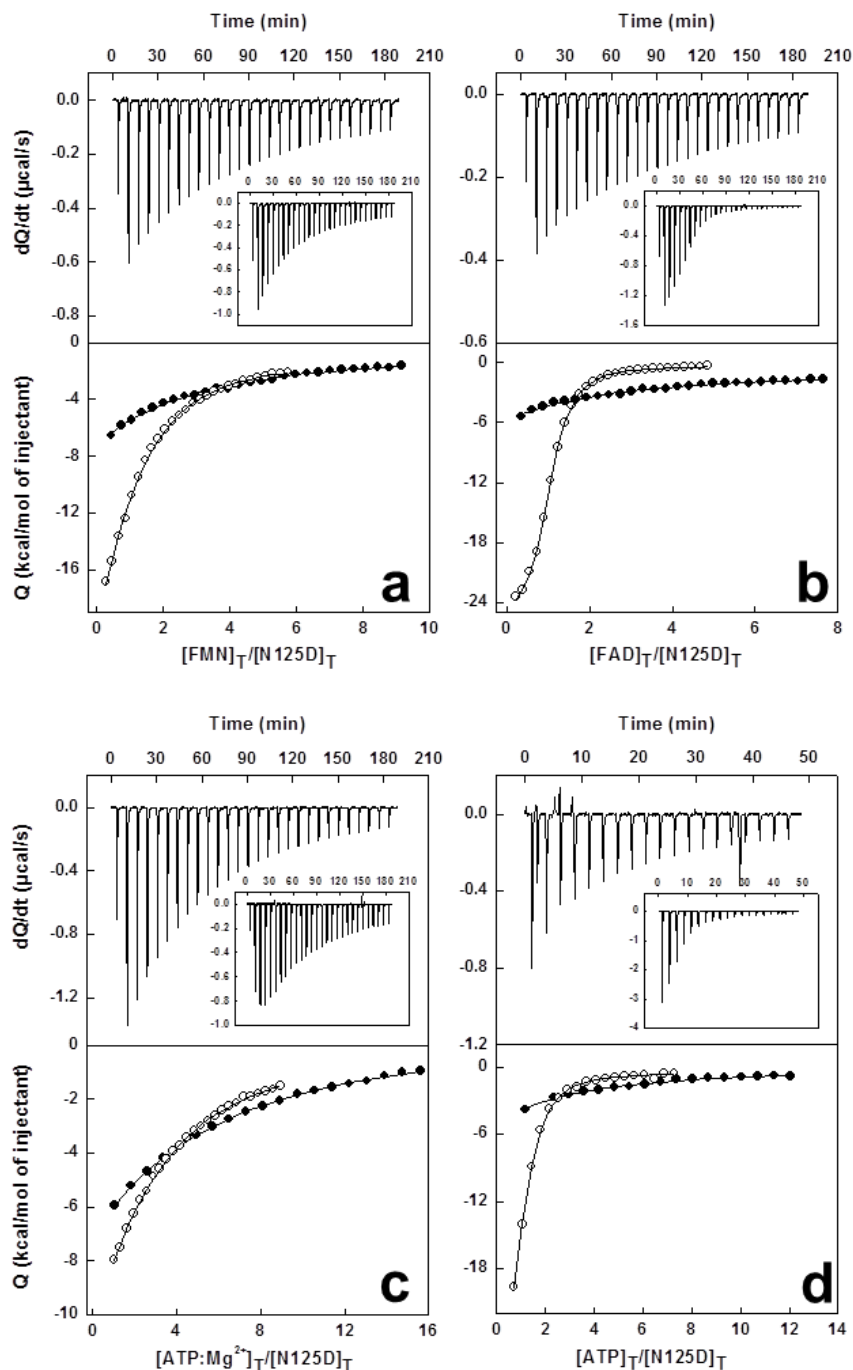 Time (min)
0 30 60 90 120 150 180 210
0.0
-0.2
-0.4
-0.6
-0.8
dQ/dt (µcal/s)
0 30 60 90 120 150 180 210
0.0
-0.2
-0.4
-0.6
-0.8
-1.0
0
-4
-8
-12
-16
Q (kcal/mol of injectant)
a
0 2 4 6 8 10
[FMN]T/[N125D]T
Time (min)
0 30 60 90 120 150 180 210
0.0
-0.2
-0.4
-0.6
0 30 60 90 120 150 180 210
0.0
-0.4
-0.8
-1.2
-1.6
0
-6
-12
-18
-24
b
0 2 4 6 8
[FAD]T/[N125D]T
Time (min)
0 30 60 90 120 150 180 210
0.0
-0.4
-0.8
-1.2
dQ/dt (µcal/s)
0 30 60 90 120 150 180 210
0.0
-0.2
-0.4
-0.6
-0.8
-1.0
0
-2
-4
-6
-8
-10
Q (kcal/mol of injectant)
c
0 4 8 12 16
[ATP:Mg2+]T/[N125D]T
Time (min)
0 10 20 30 40 50
0.0
-0.4
-0.8
-1.2
0 10 20 30 40 50
0
-1
-2
-3
-4
0
-6
-12
-18
d
0 2 4 6 8 10 12 14
[ATP]T/[N125D]T